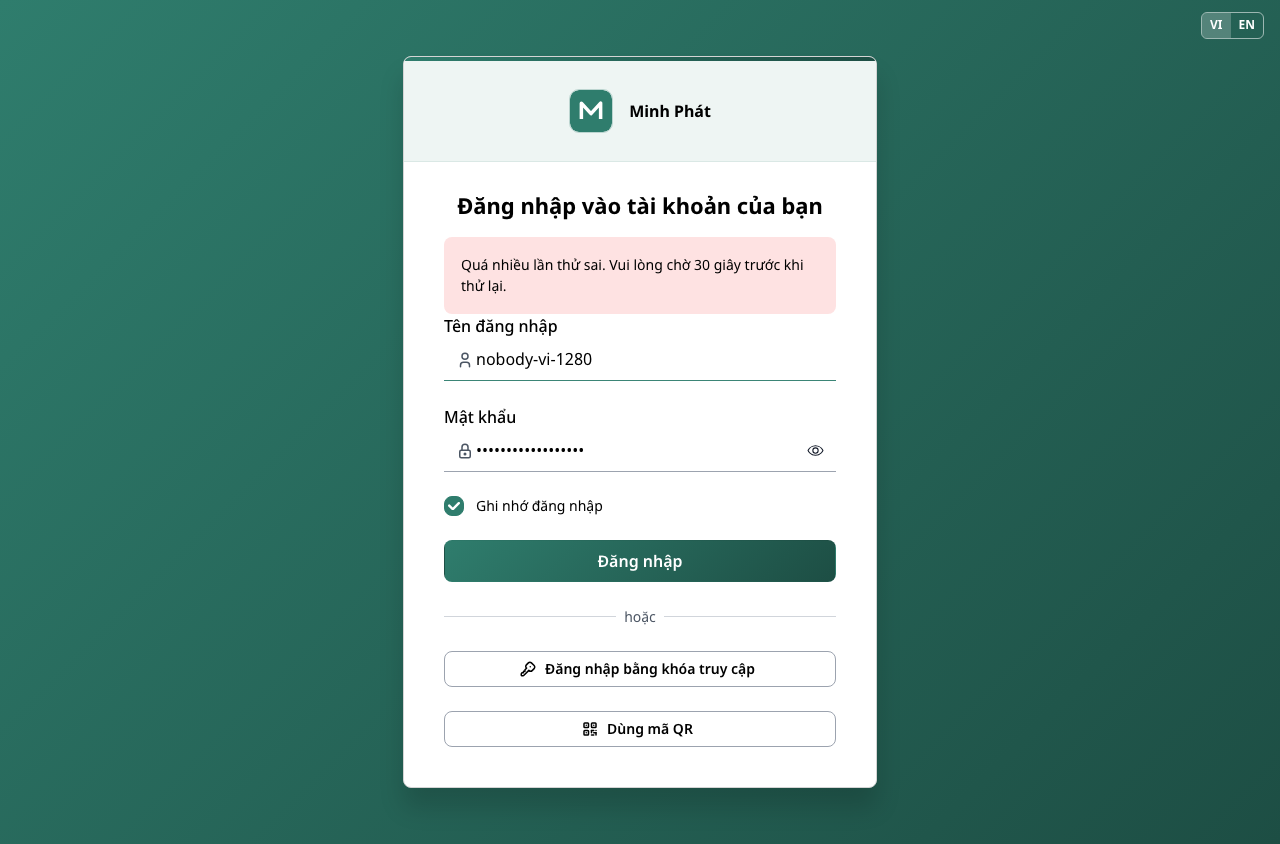 VI EN
Minh Phát
Đăng nhập vào tài khoản của bạn
Quá nhiều lần thử sai. Vui lòng chờ 30 giây trước khi
thử lại.
Tên đăng nhập
nobody-vi-1280
Mật khẩu
••••••••••••••••••
Ghi nhớ đăng nhập
Đăng nhập
hoặc
Đăng nhập bằng khóa truy cập
Dùng mã QR